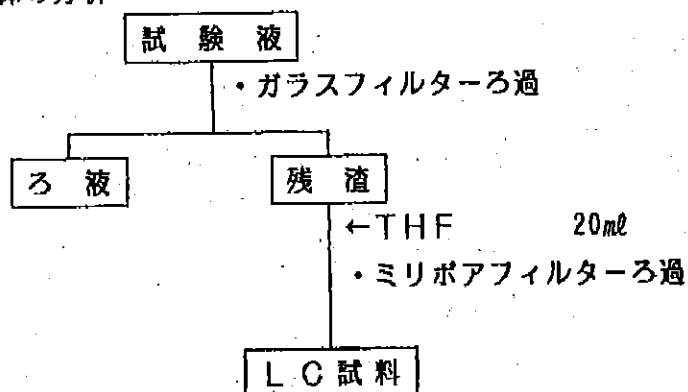 試験液
・ガラスフィルターろ過
ろ液
残渣
←THF 20ml
・ミリポアフィルターろ過
LC試料